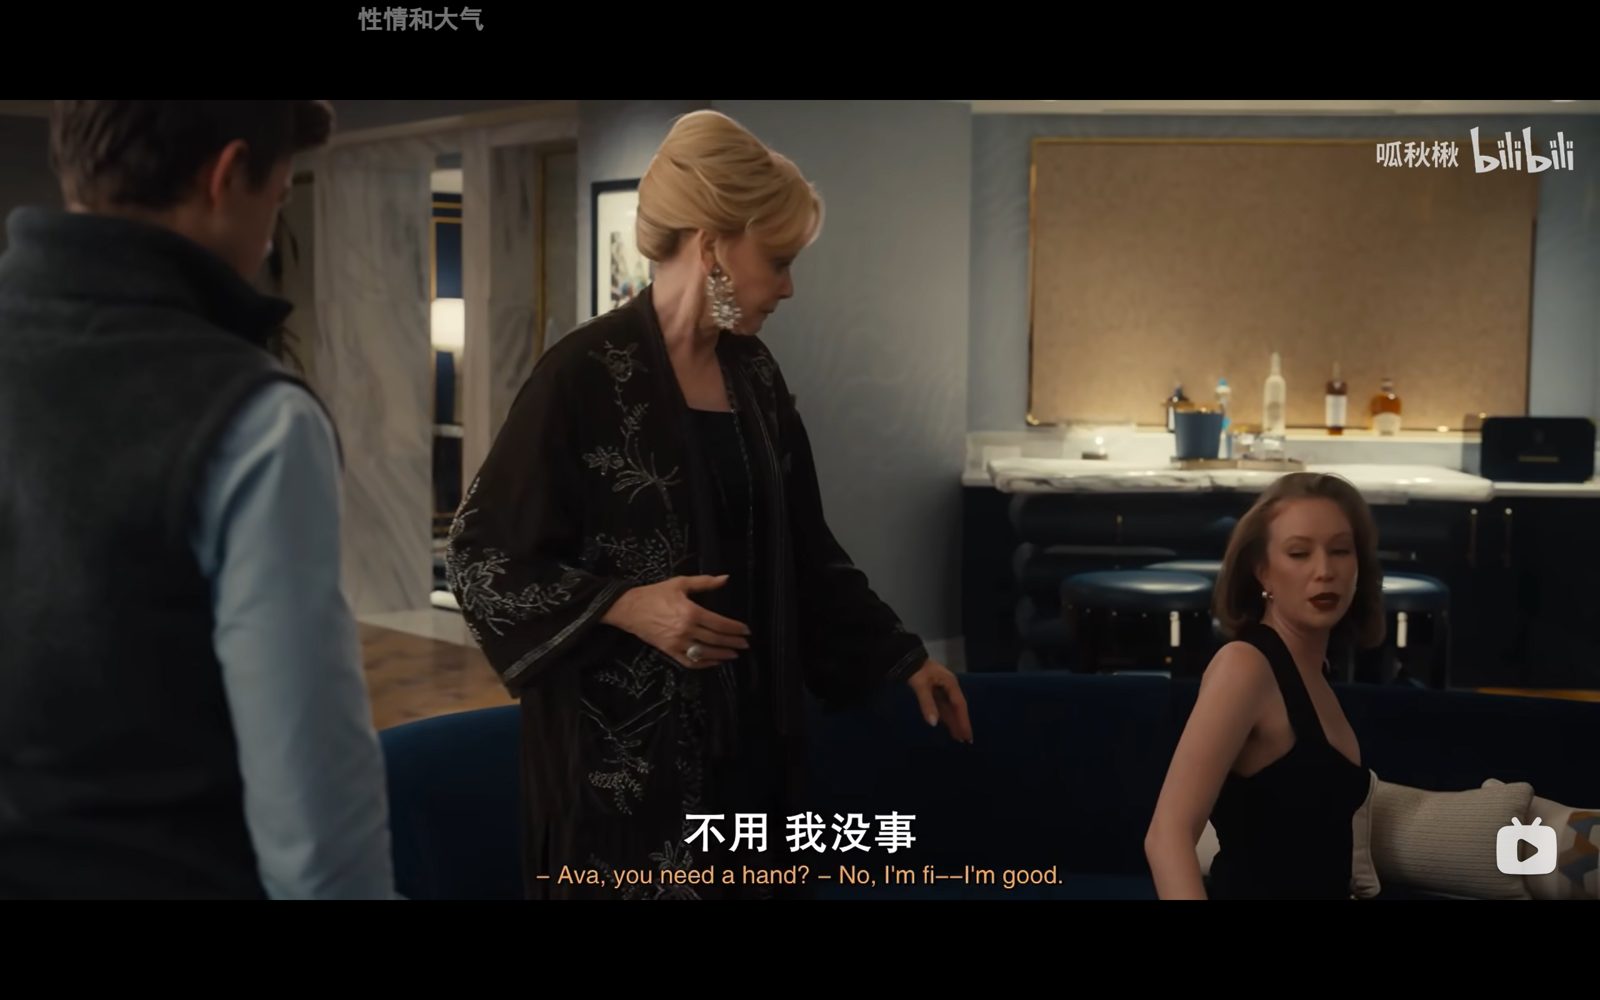 性情和大气
呱秋楸 bilibili
不用 我没事
– Ava, you need a hand? – No, I'm fi––I'm good.